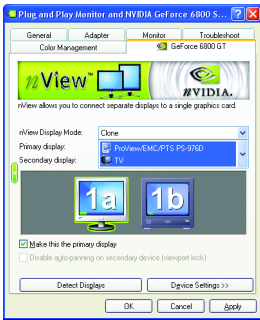 Plug and Play Monitor and NVIDIA GeForce 6800 S...
General Adapter Monitor Troubleshoot
Color Management GeForce 6800 GT
nView™
nVIDIA.
nView allows you to connect separate displays to a single graphics card.
nView Display Mode: Clone
Primary display: ProView/EMC/PTS PS-976D
Secondary display: TV
1a 1b
Make this the primary display
Disable auto-panning on secondary device (viewport lock)
Detect Displays Device Settings >>
OK Cancel Apply